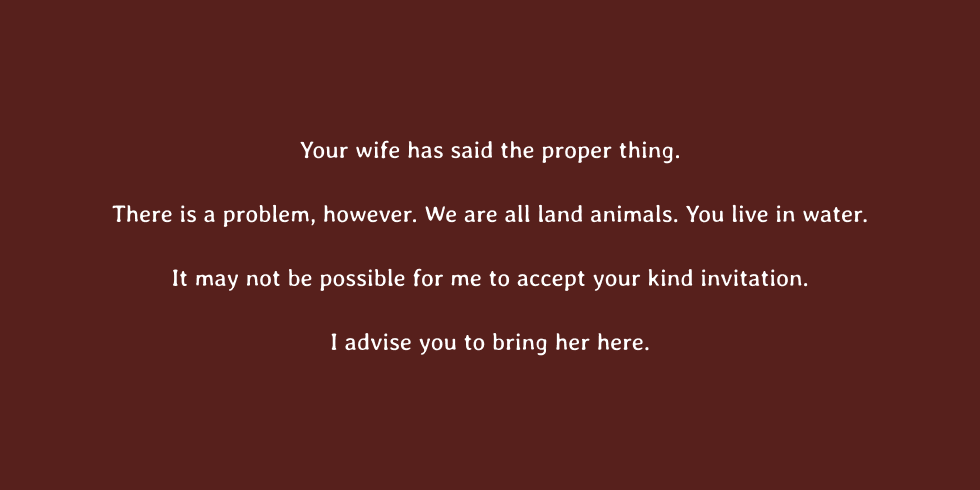 Your wife has said the proper thing.
There is a problem, however. We are all land animals. You live in water.
It may not be possible for me to accept your kind invitation.
I advise you to bring her here.